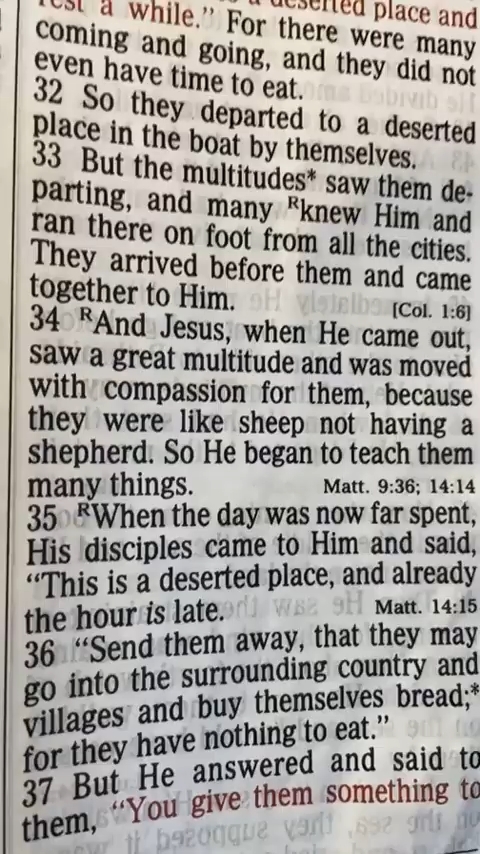 rest a while." For there were many
coming and going, and they did not
even have time to eat.
32 So they departed to a deserted
place in the boat by themselves.
33 But the multitudes* saw them de-
parting, and many ᴿknew Him and
ran there on foot from all the cities.
They arrived before them and came
together to Him. [Col. 1:6]
34 ᴿAnd Jesus, when He came out,
saw a great multitude and was moved
with compassion for them, because
they were like sheep not having a
shepherd. So He began to teach them
many things. Matt. 9:36; 14:14
35 ᴿWhen the day was now far spent,
His disciples came to Him and said,
"This is a deserted place, and already
the hour is late. Matt. 14:15
36 "Send them away, that they may
go into the surrounding country and
villages and buy themselves bread;*
for they have nothing to eat."
37 But He answered and said to
them, "You give them something to